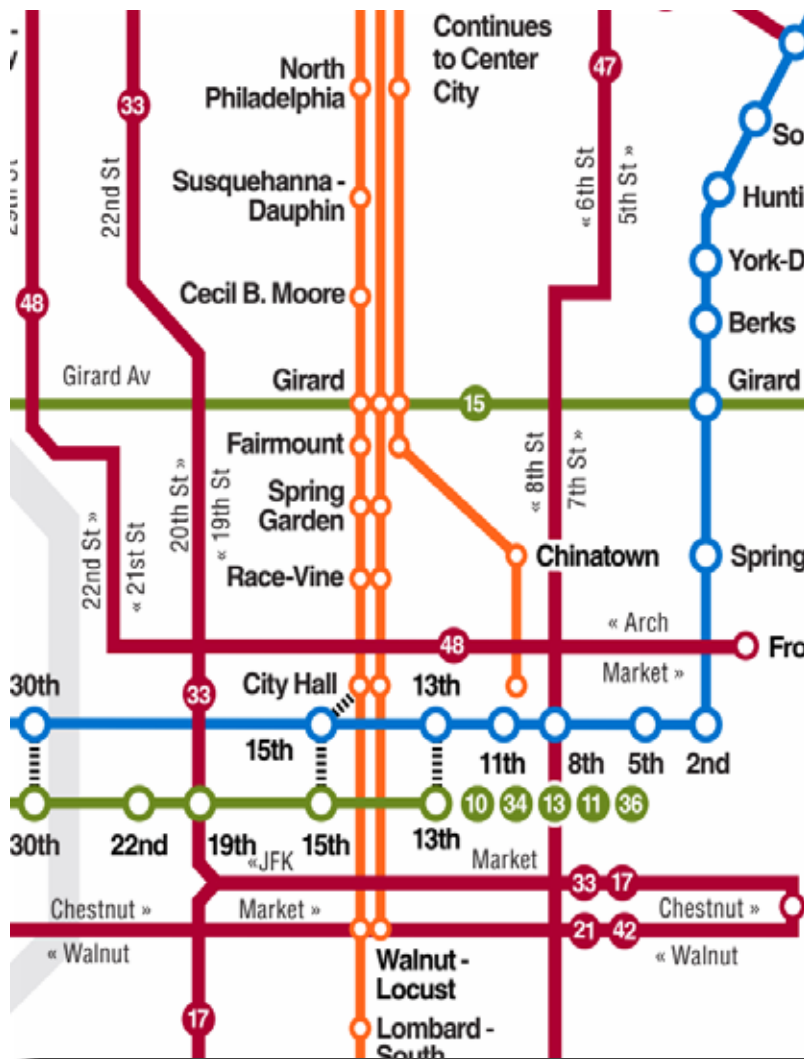 Continues
to Center
City
North
Philadelphia
47
33
22nd St
« 6th St
5th St »
Susquehanna -
Dauphin
York-D
Cecil B. Moore
48
Berks
Girard Av
Girard
Girard
15
Fairmount
20th St »
« 19th St
« 8th St
7th St »
Spring
Garden
22nd St »
« 21st St
Race-Vine
Chinatown
Spring
« Arch
48
Market »
30th
33
City Hall
13th
15th
11th
8th
5th
2nd
10
34
13
11
36
30th
22nd
19th
15th
13th
«JFK
Market
33
17
Chestnut »
Market »
Chestnut »
21
42
« Walnut
« Walnut
Walnut -
Locust
17
Lombard -
South